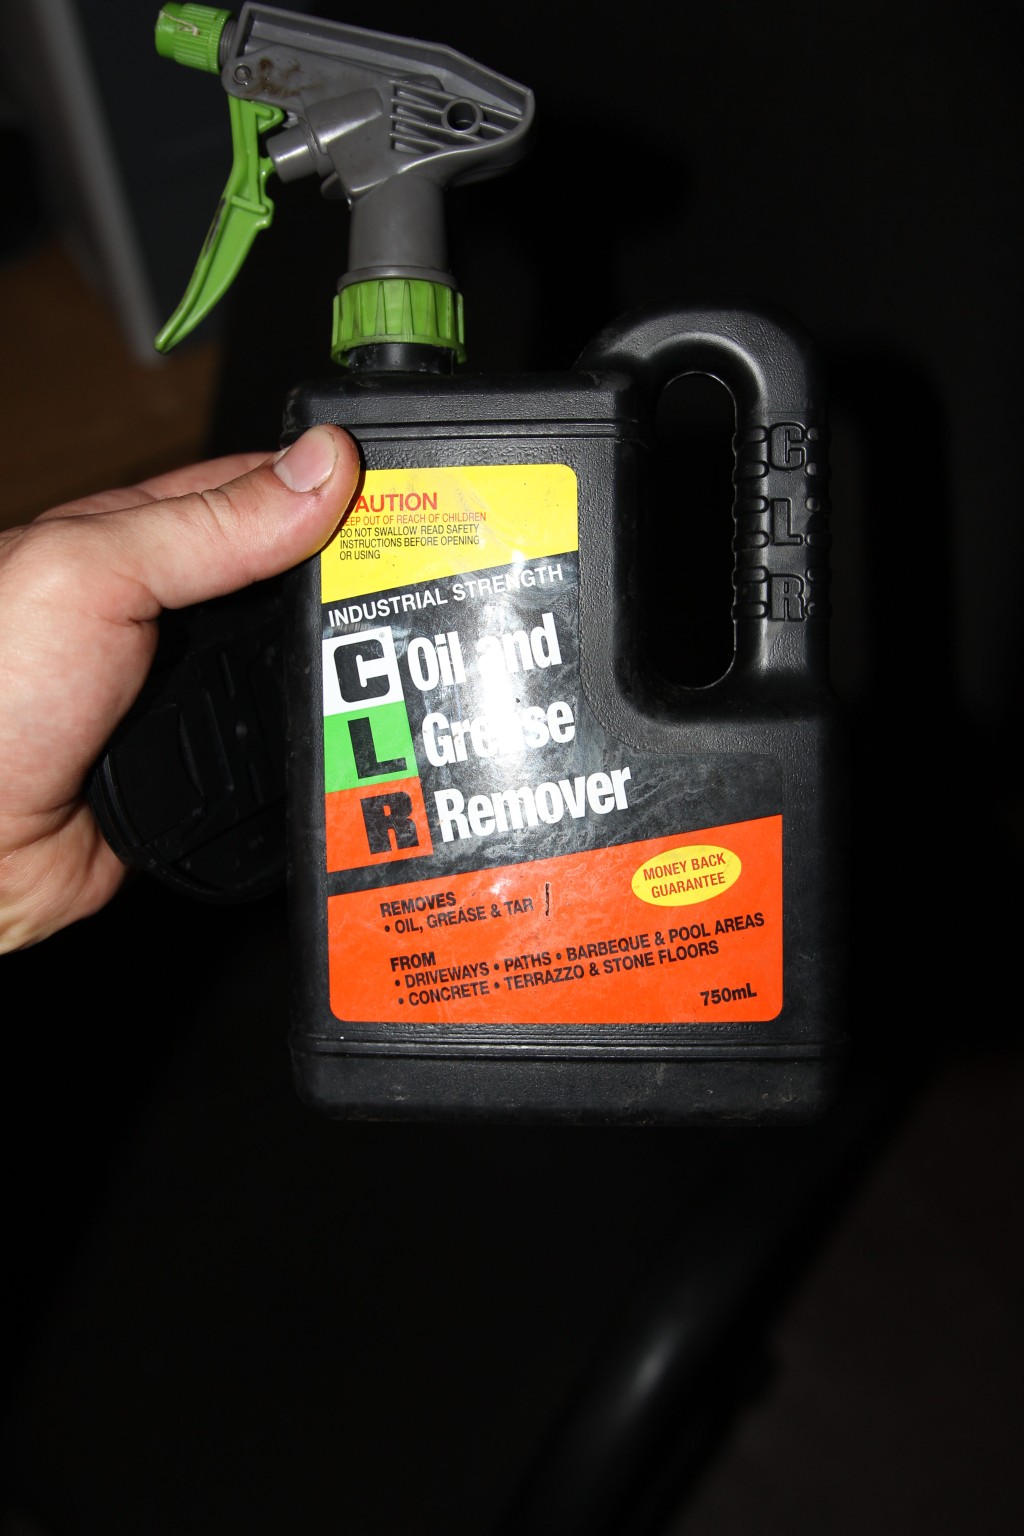 AUTION
EEP OUT OF REACH OF CHILDREN
DO NOT SWALLOW READ SAFETY
INSTRUCTIONS BEFORE OPENING
OR USING
INDUSTRIAL STRENGTH
C Oil and
L Grease
R Remover
MONEY BACK
GUARANTEE
REMOVES
• OIL, GREASE & TAR
FROM
• DRIVEWAYS • PATHS • BARBEQUE & POOL AREAS
• CONCRETE • TERRAZZO & STONE FLOORS
750mL
C
L
R